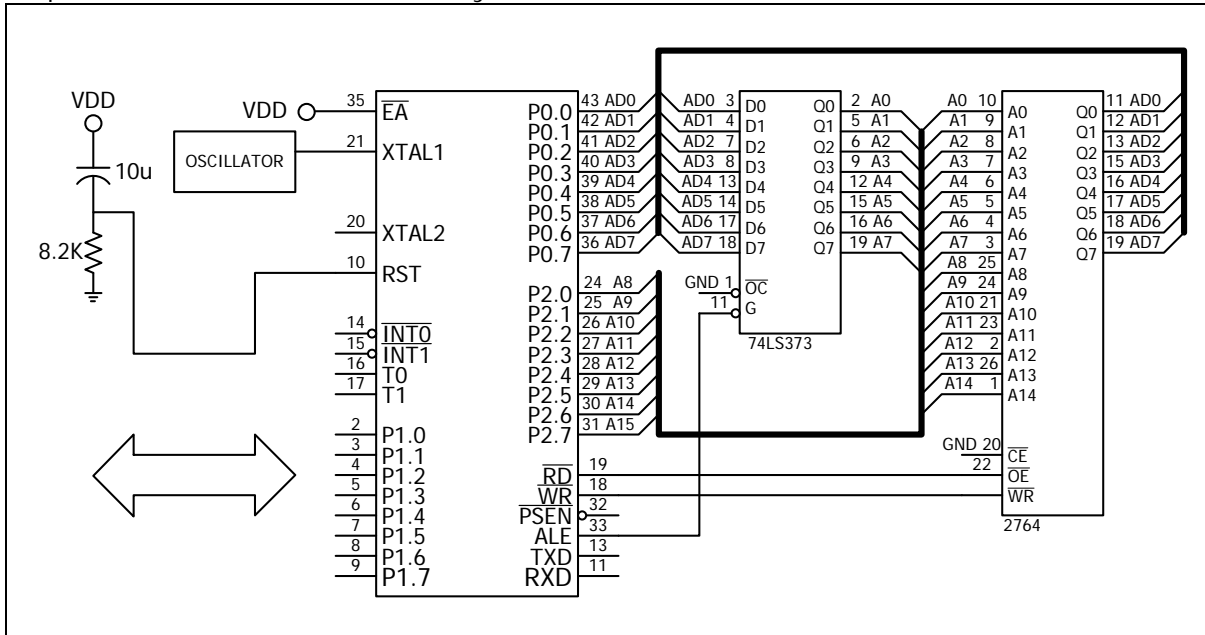 VDD
10u
8.2K
OSCILLATOR
VDD
35 EA
21 XTAL1
20 XTAL2
10 RST
14 INT0
15 INT1
16 T0
17 T1
2 P1.0
3 P1.1
4 P1.2
5 P1.3
6 P1.4
7 P1.5
8 P1.6
9 P1.7
P0.0 43 AD0
P0.1 42 AD1
P0.2 41 AD2
P0.3 40 AD3
P0.4 39 AD4
P0.5 38 AD5
P0.6 37 AD6
P0.7 36 AD7
P2.0 24 A8
P2.1 25 A9
P2.2 26 A10
P2.3 27 A11
P2.4 28 A12
P2.5 29 A13
P2.6 30 A14
P2.7 31 A15
RD 19
WR 18
PSEN 32
ALE 33
TXD 13
RXD 11
AD0 3 D0 Q0 2 A0
AD1 4 D1 Q1 5 A1
AD2 7 D2 Q2 6 A2
AD3 8 D3 Q3 9 A3
AD4 13 D4 Q4 12 A4
AD5 14 D5 Q5 15 A5
AD6 17 D6 Q6 16 A6
AD7 18 D7 Q7 19 A7
GND 1 OC
11 G
74LS373
A0 10 A0 Q0 11 AD0
A1 9 A1 Q1 12 AD1
A2 8 A2 Q2 13 AD2
A3 7 A3 Q3 15 AD3
A4 6 A4 Q4 16 AD4
A5 5 A5 Q5 17 AD5
A6 4 A6 Q6 18 AD6
A7 3 A7 Q7 19 AD7
A8 25 A8
A9 24 A9
A10 21 A10
A11 23 A11
A12 2 A12
A13 26 A13
A14 1 A14
GND 20 CE
22 OE
WR
2764